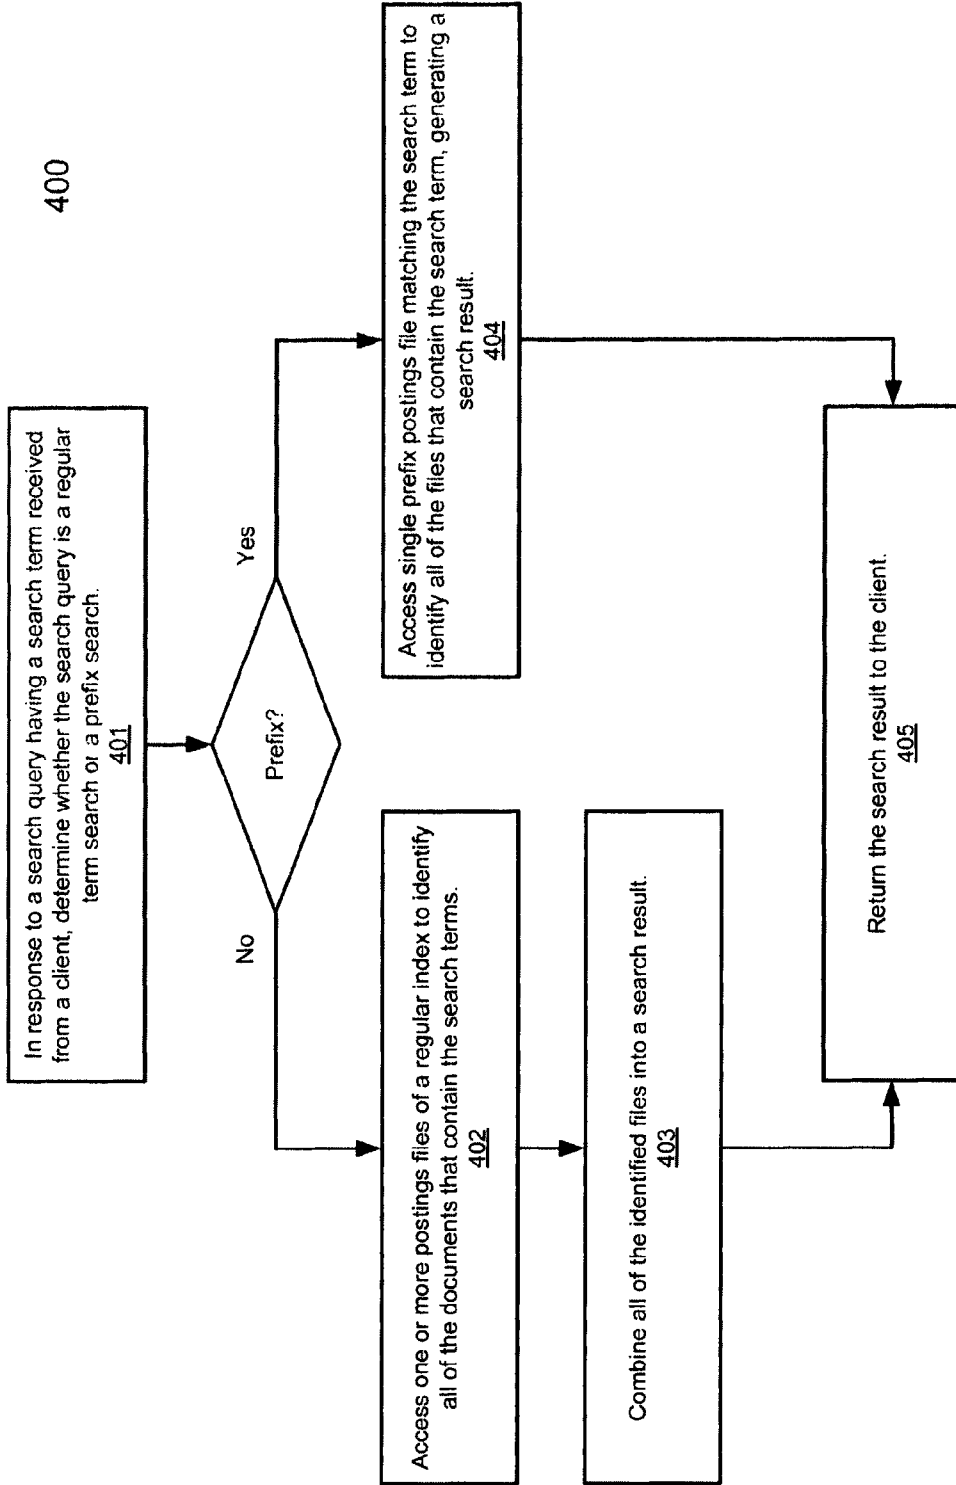 400
In response to a search query having a search term received
from a client, determine whether the search query is a regular
term search or a prefix search.
401
Prefix?
No
Yes
Access one or more postings files of a regular index to identify
all of the documents that contain the search terms.
402
Combine all of the identified files into a search result.
403
Access single prefix postings file matching the search term to
identify all of the files that contain the search term, generating a
search result.
404
Return the search result to the client.
405